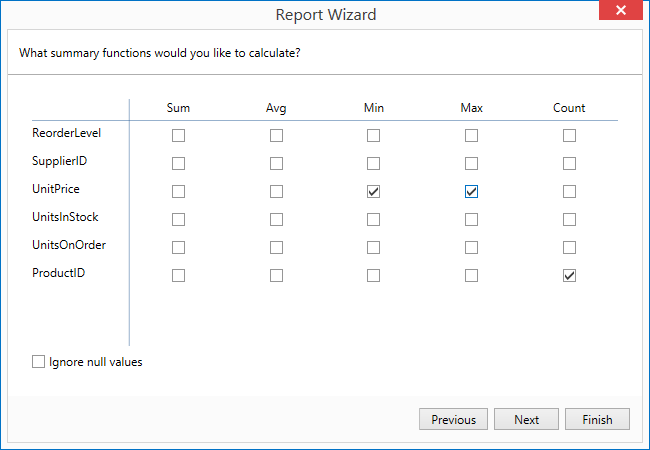 Report Wizard
What summary functions would you like to calculate?
Sum Avg Min Max Count
ReorderLevel
SupplierID
UnitPrice
UnitsInStock
UnitsOnOrder
ProductID
Ignore null values
Previous Next Finish